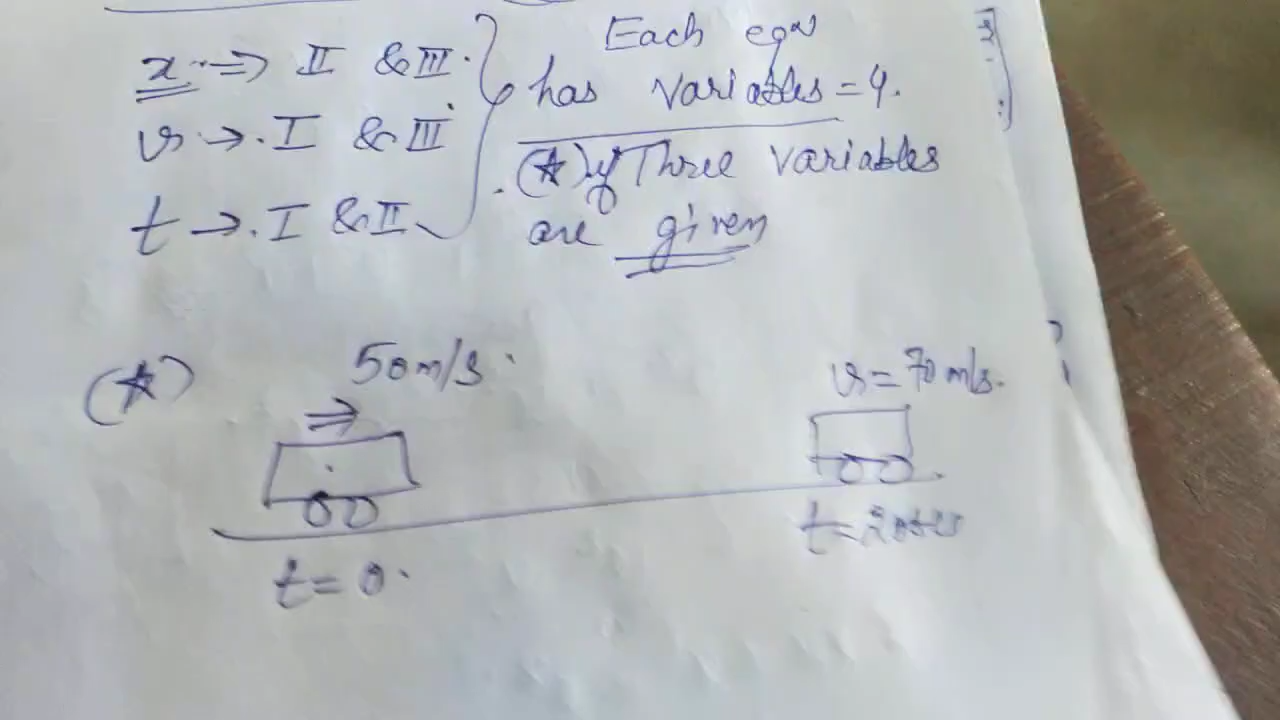 x ⇒ II & III.
v → I & III
t → I & II
Each eqn
has variables = 4.
(★) if Three variables
are given
(★) 50 m/s
v = 70 m/s.
t = 0.
t =